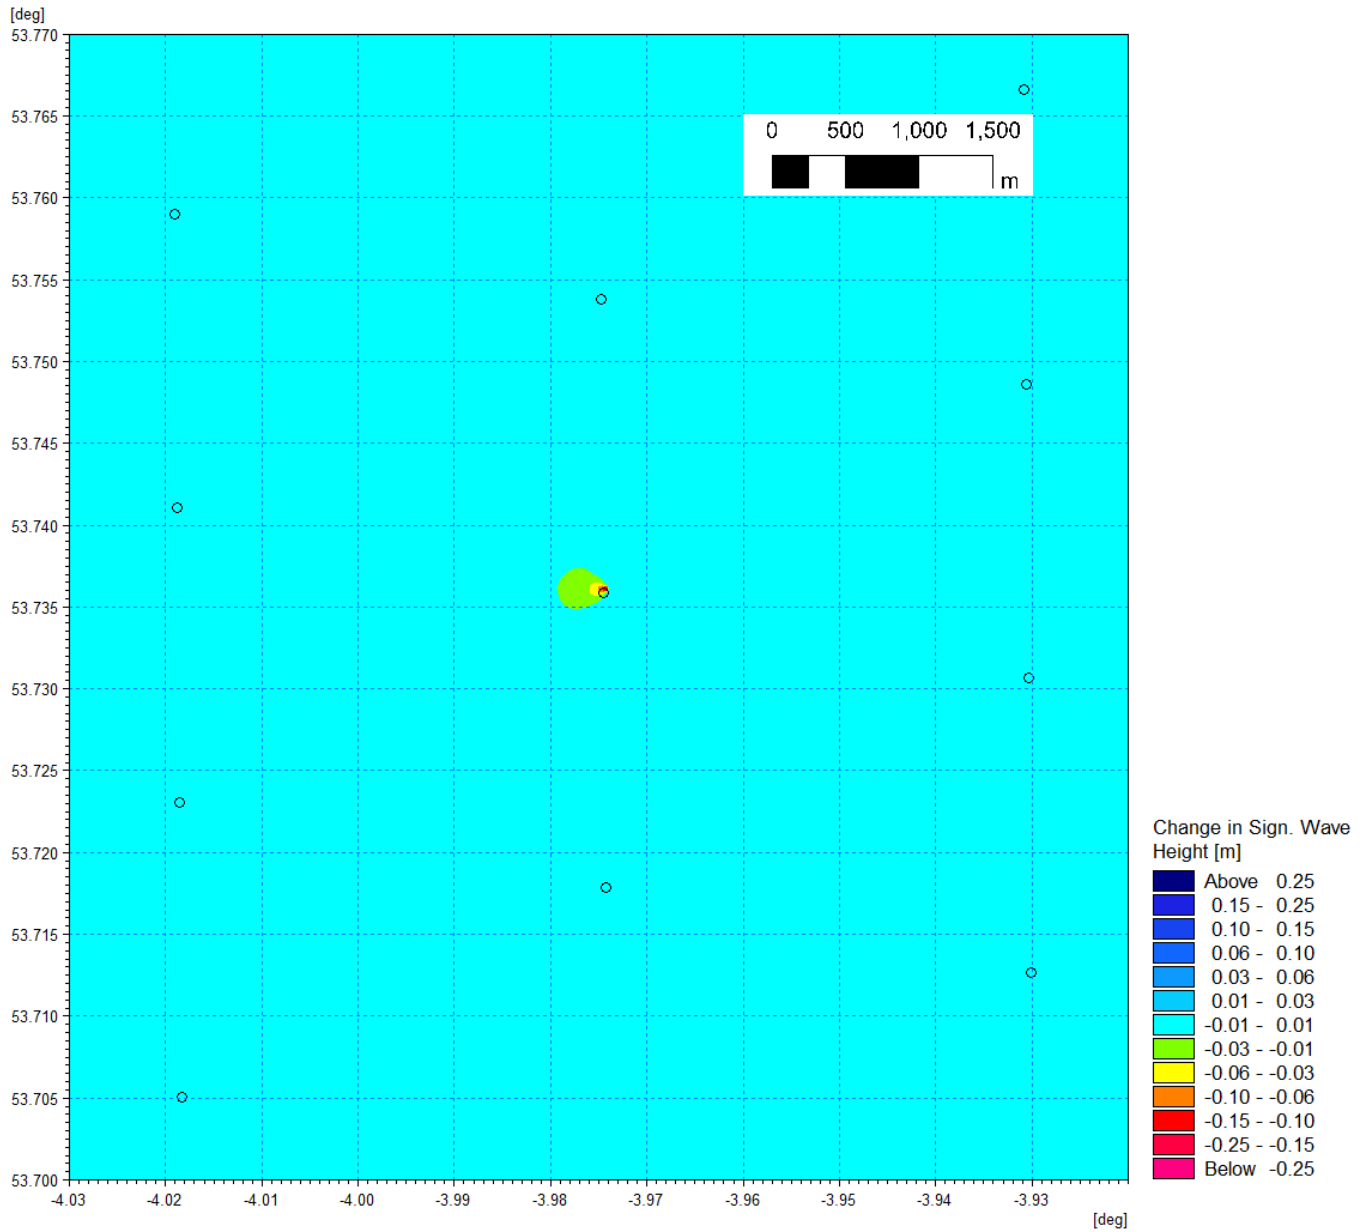 [deg]
53.770
53.765
53.760
53.755
53.750
53.745
53.740
53.735
53.730
53.725
53.720
53.715
53.710
53.705
53.700
-4.03 -4.02 -4.01 -4.00 -3.99 -3.98 -3.97 -3.96 -3.95 -3.94 -3.93
[deg]
0 500 1,000 1,500
m
Change in Sign. Wave
Height [m]
Above 0.25
0.15 - 0.25
0.10 - 0.15
0.06 - 0.10
0.03 - 0.06
0.01 - 0.03
-0.01 - 0.01
-0.03 - -0.01
-0.06 - -0.03
-0.10 - -0.06
-0.15 - -0.10
-0.25 - -0.15
Below -0.25